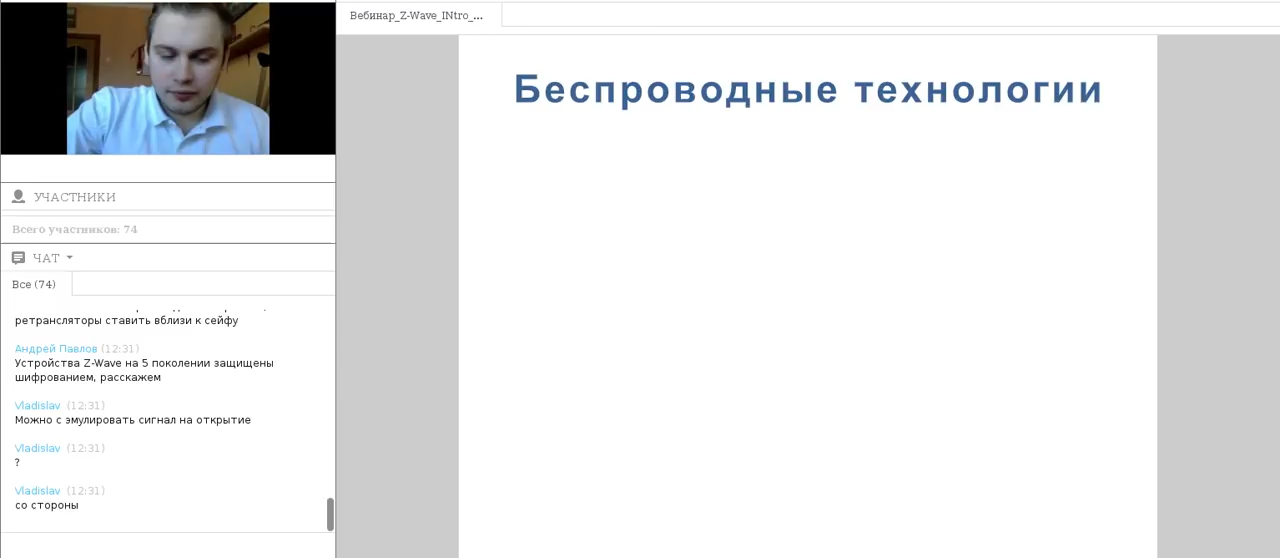 Вебинар_Z-Wave_INtro_...
Беспроводные технологии
УЧАСТНИКИ
Всего участников: 74
ЧАТ
Все (74)
ретрансляторы ставить вблизи к сейфу
Андрей Павлов (12:31)
Устройства Z-Wave на 5 поколении защищены
шифрованием, расскажем
Vladislav (12:31)
Можно с эмулировать сигнал на открытие
Vladislav (12:31)
?
Vladislav (12:31)
со стороны